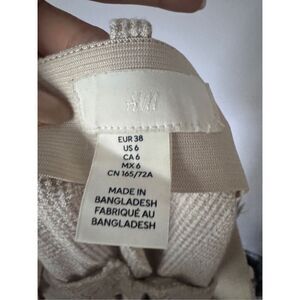 H&M
EUR 38
US 6
CA 6
MX 6
CN 165/72A
MADE IN
BANGLADESH
FABRIQUÉ AU
BANGLADESH